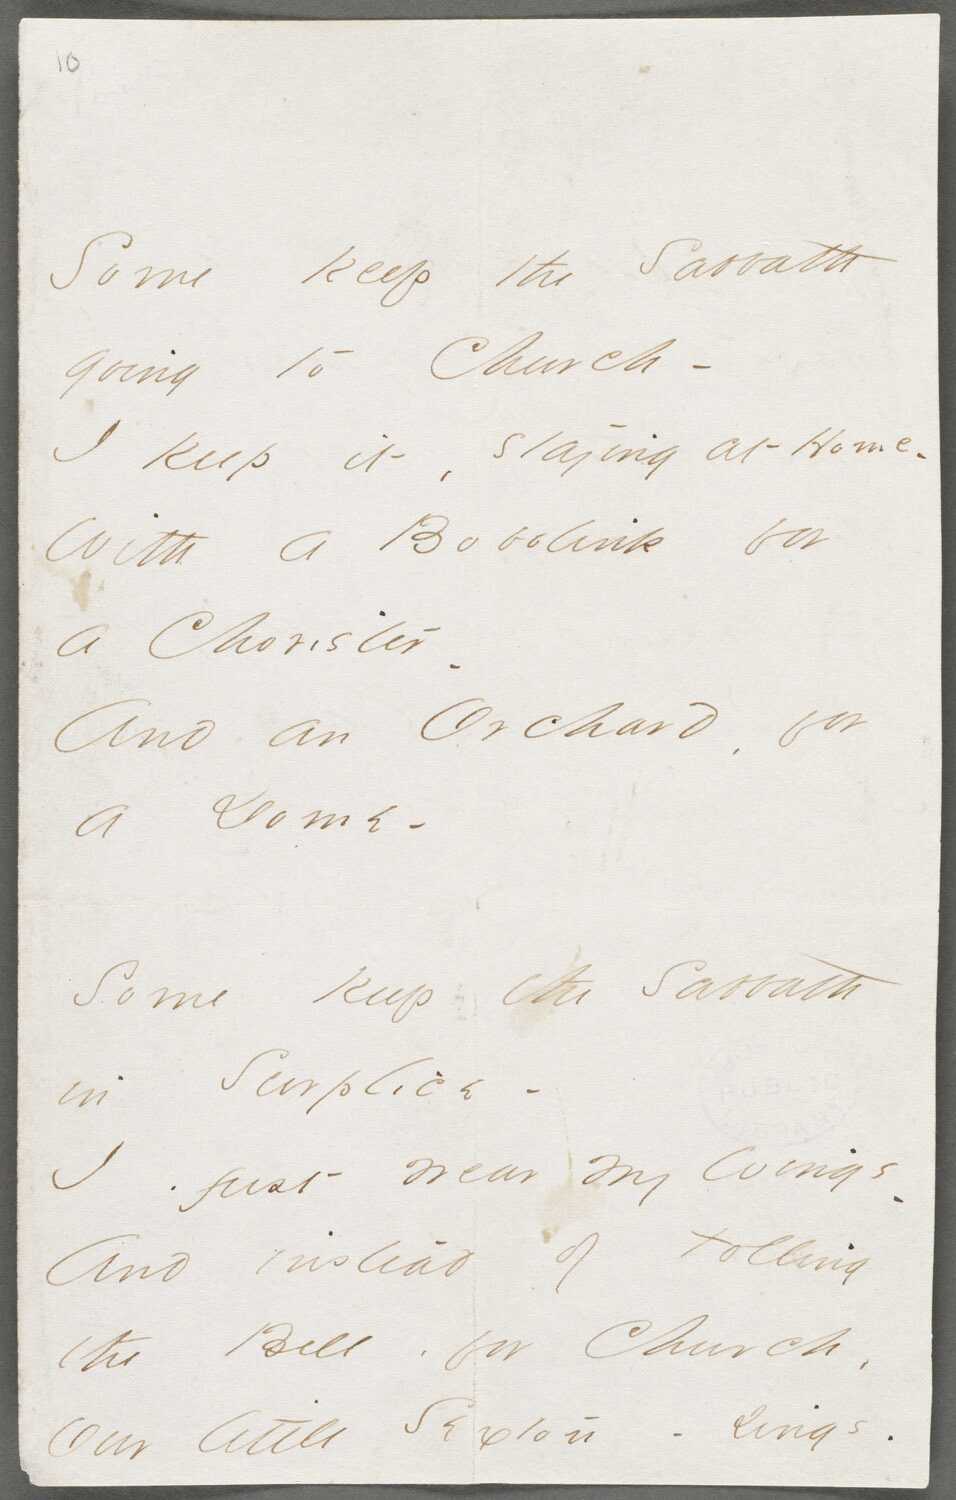 10
Some keep the Sabbath
going to Church -
I keep it, staying at Home -
With a Bobolink for
a Chorister -
And an Orchard, for
a Dome -
Some keep the Sabbath
in Surplice -
I just wear my Wings -
And instead of tolling
the Bell, for Church,
Our little Sexton - sings.